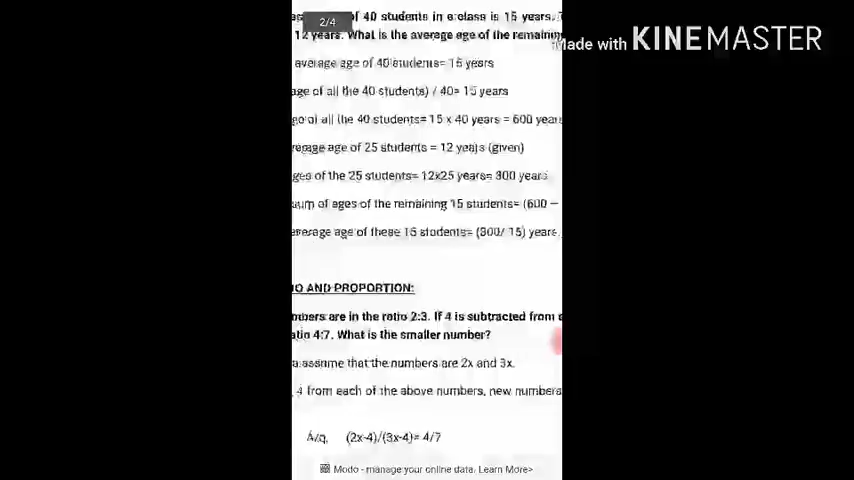 2/4
of 40 students in a class is 15 years.
12 years. What is the average age of the remainin
Made with KINEMASTER
average age of 40 students= 15 years
age of all the 40 students) / 40= 15 years
of all the 40 students= 15 x 40 years = 600 years
erage age of 25 students = 12 years (given)
ges of the 25 students= 12x25 years= 300 years
sum of ages of the remaining 15 students= (600 –
average age of these 15 students= (300/ 15) years
IO AND PROPORTION:
mbers are in the ratio 2:3. If 4 is subtracted from
atio 4:7. What is the smaller number?
assume that the numbers are 2x and 3x.
4 from each of the above numbers, new numbers
A/q, (2x-4)/(3x-4)= 4/7
Modo - manage your online data. Learn More>